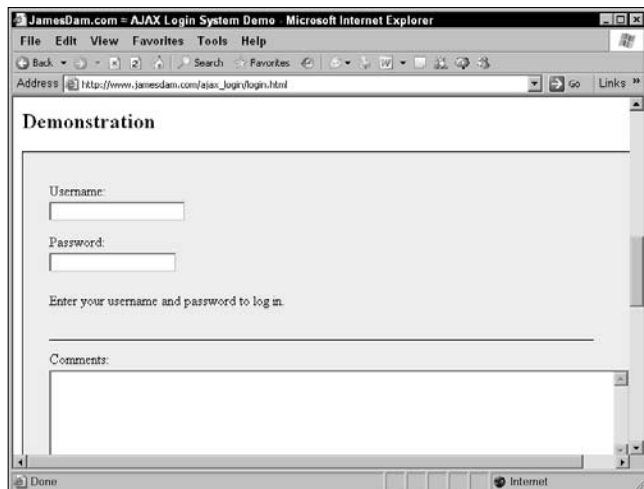 JamesDam.com = AJAX Login System Demo - Microsoft Internet Explorer
File Edit View Favorites Tools Help
Back Search Favorites
Address http://www.jamesdam.com/ajax_login/login.html Go Links »
Demonstration
Username:
Password:
Enter your username and password to log in.
Comments:
Done Internet